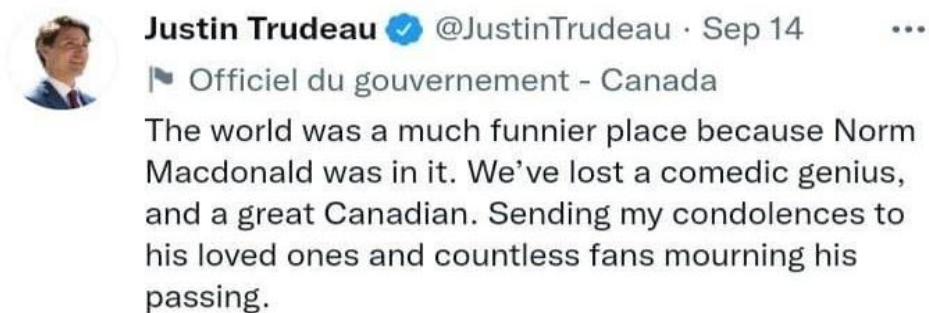 Justin Trudeau @JustinTrudeau · Sep 14 ...
Officiel du gouvernement - Canada
The world was a much funnier place because Norm
Macdonald was in it. We’ve lost a comedic genius,
and a great Canadian. Sending my condolences to
his loved ones and countless fans mourning his
passing.